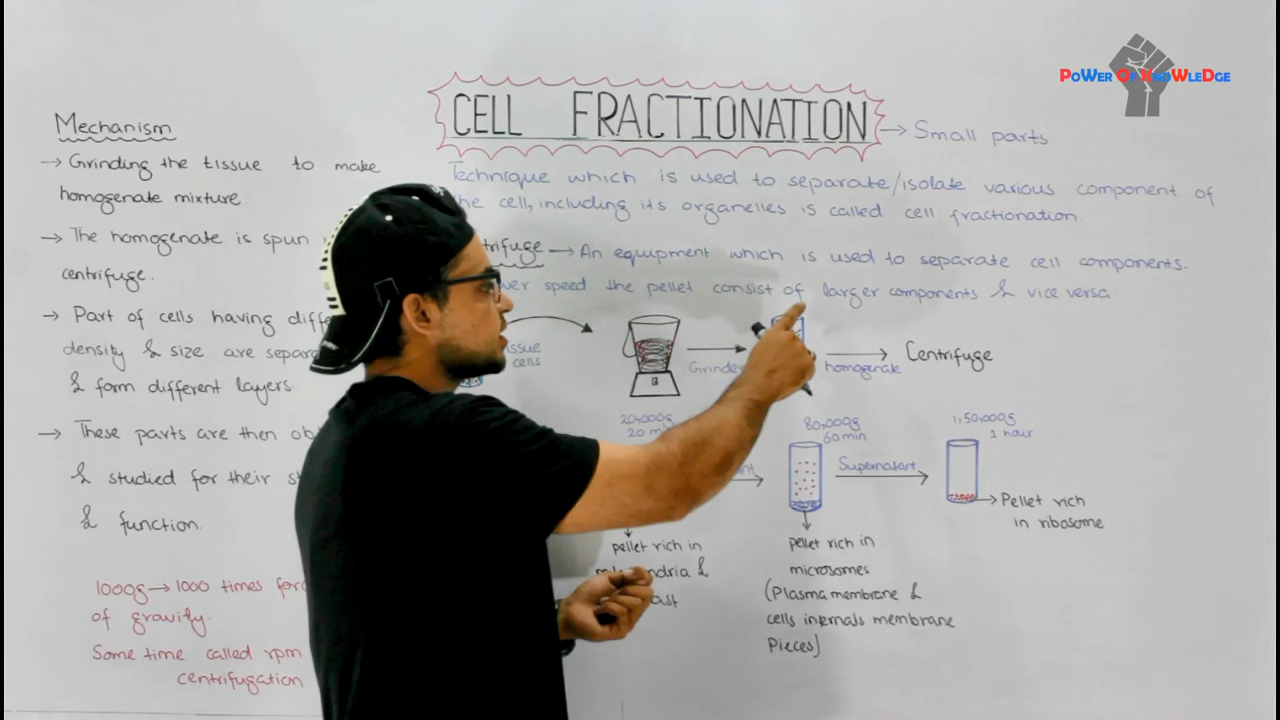 PoWer Of KnoWleDge
CELL FRACTIONATION → Small parts
Technique which is used to separate/isolate various component of
the cell, including its organelles is called cell fractionation
→ An equipment which is used to separate cell components.
speed the pellet consist of larger components & vice versa
Mechanism
→ Grinding the tissue to make
homogenate mixture.
→ The homogenate is spun
centrifuge.
→ Part of cells having
density & size are
& form different layers.
→ These parts are then
& studied for their
& function.
1000g → 1000 times
of gravity.
Some time called rpm
centrifugation
cells
homogenate
Centrifuge
20,000g
20
80,000g
60 min
1,50,000g
1 hour
Supernatant
pellet rich in
&
pellet rich in
microsomes
(Plasma membrane &
cells internals membrane
Pieces)
Pellet rich
in ribosome